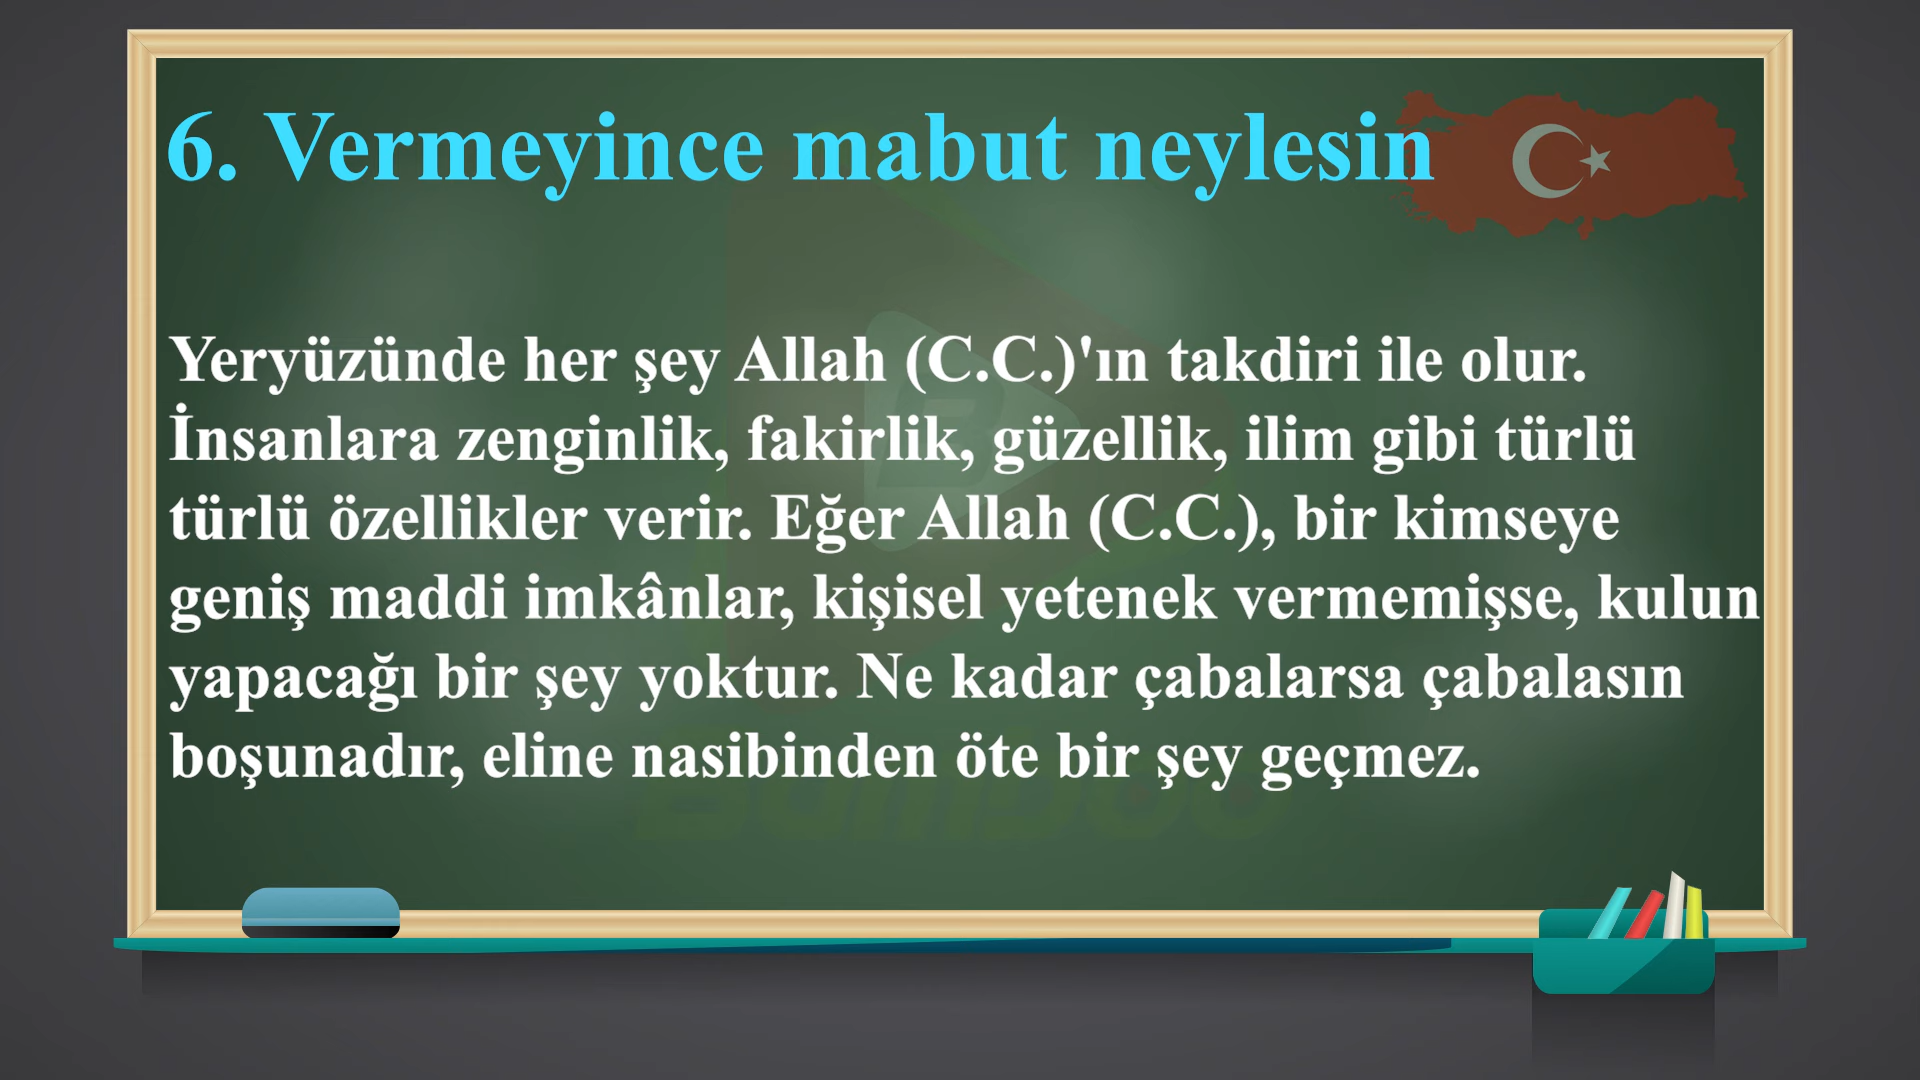 6. Vermeyince mabut neylesin
Yeryüzünde her şey Allah (C.C.)'ın takdiri ile olur.
İnsanlara zenginlik, fakirlik, güzellik, ilim gibi türlü
türlü özellikler verir. Eğer Allah (C.C.), bir kimseye
geniş maddi imkânlar, kişisel yetenek vermemişse, kulun
yapacağı bir şey yoktur. Ne kadar çabalarsa çabalasın
boşunadır, eline nasibinden öte bir şey geçmez.